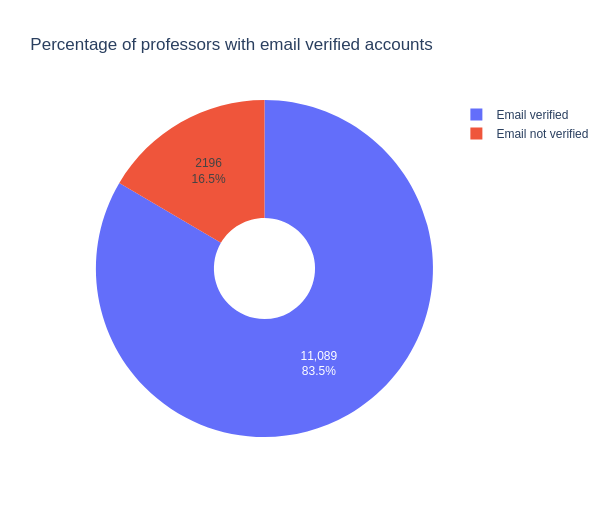 Percentage of professors with email verified accounts
Email verified
Email not verified
2196
16.5%
11,089
83.5%